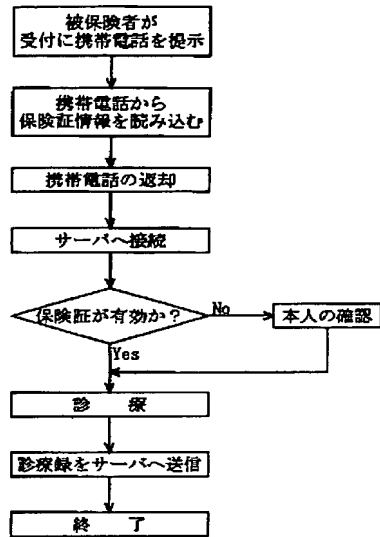 被保険者が
受付に携帯電話を提示
携帯電話から
保険証情報を読み込む
携帯電話の返却
サーバへ接続
保険証が有効か？
No
本人の確認
Yes
診　　療
診療録をサーバへ送信
終　　了